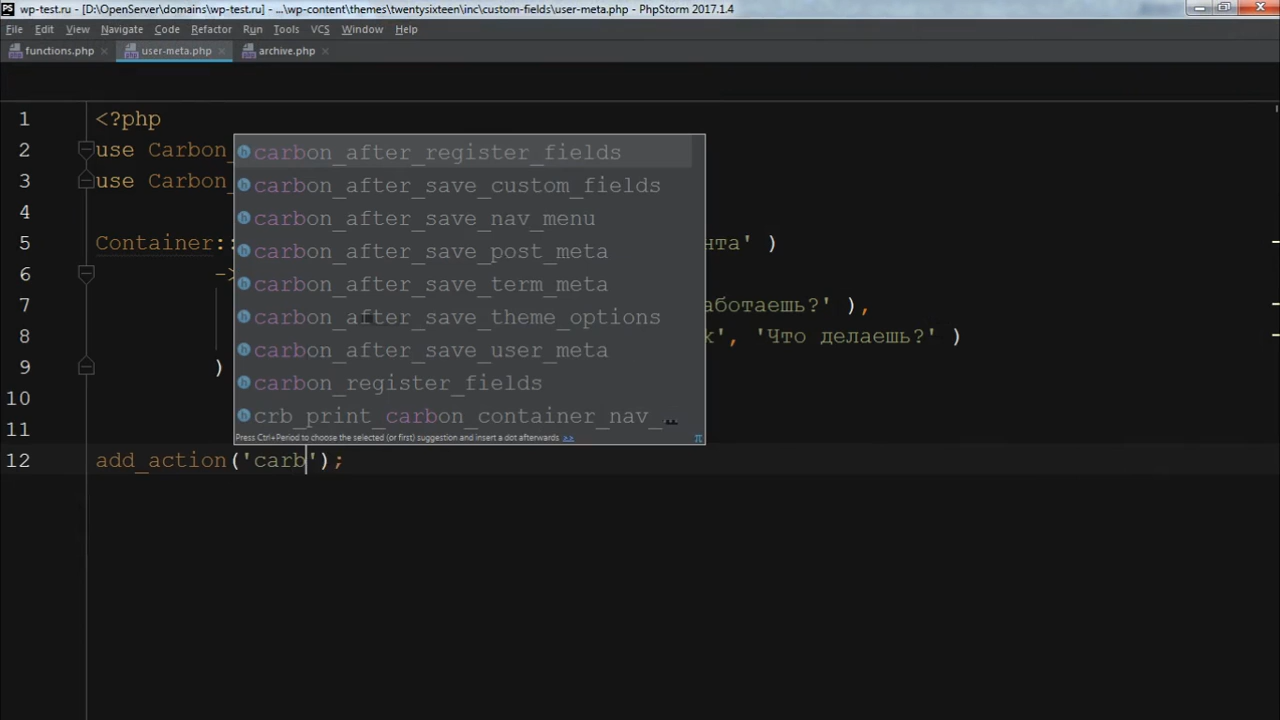 wp-test.ru - [D:\OpenServer\domains\wp-test.ru] - ...\wp-content\themes\twentysixteen\inc\custom-fields\user-meta.php - PhpStorm 2017.1.4
File Edit View Navigate Code Refactor Run Tools VCS Window Help
functions.php user-meta.php archive.php
1 <?php
2 use Carbon_
3 use Carbon_
4
5 Container:: нта' )
6 ->
7 аботаешь?' ),
8 к', 'Что делаешь?' )
9 )
10
11
12 add_action('carb');
carbon_after_register_fields
carbon_after_save_custom_fields
carbon_after_save_nav_menu
carbon_after_save_post_meta
carbon_after_save_term_meta
carbon_after_save_theme_options
carbon_after_save_user_meta
carbon_register_fields
crb_print_carbon_container_nav_…
Press Ctrl+Period to choose the selected (or first) suggestion and insert a dot afterwards >> π